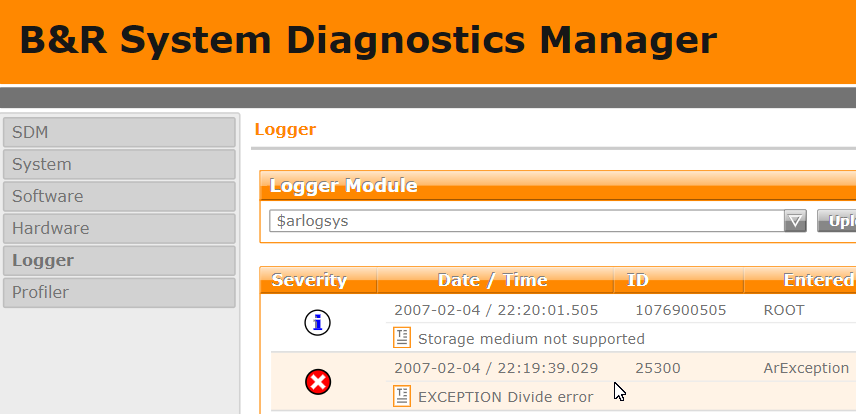 B&R System Diagnostics Manager
SDM
System
Software
Hardware
Logger
Profiler
Logger
Logger Module
$arlogsys
Uplo
Severity Date / Time ID Entered
2007-02-04 / 22:20:01.505 1076900505 ROOT
Storage medium not supported
2007-02-04 / 22:19:39.029 25300 ArException
EXCEPTION Divide error